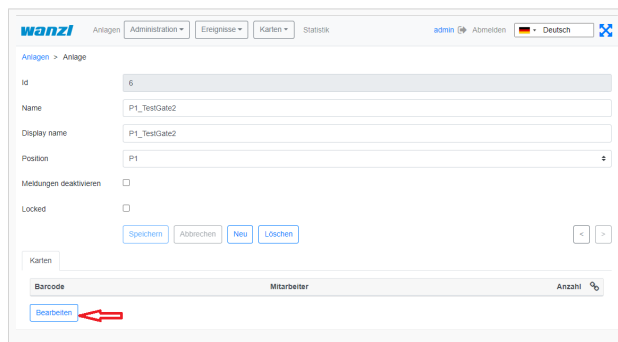 wanzl Anlagen Administration Ereignisse Karten Statistik admin Abmelden Deutsch
Anlagen > Anlage
Id 6
Name P1_TestGate2
Display name P1_TestGate2
Position P1
Meldungen deaktivieren
Locked
Speichern Abbrechen Neu Löschen < >
Karten
Barcode Mitarbeiter Anzahl
Bearbeiten